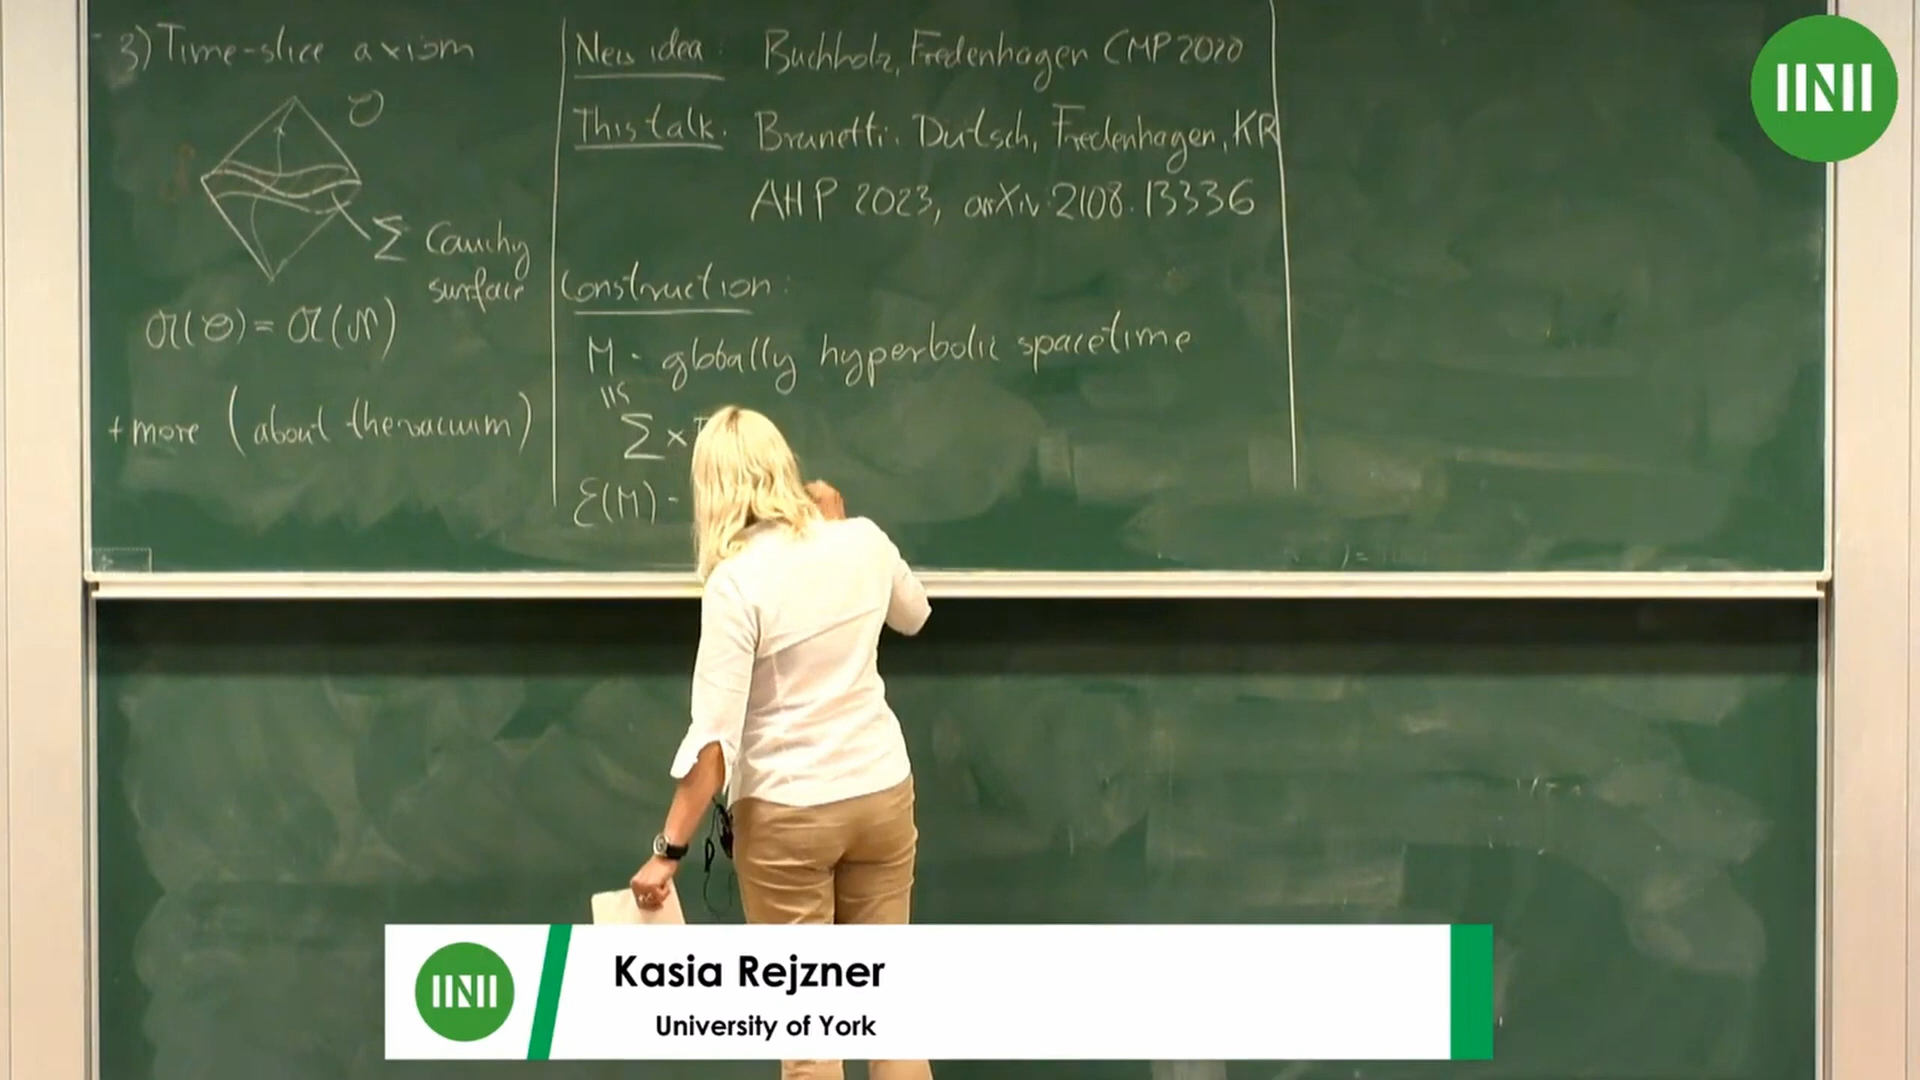 3) Time-slice axiom
O
Σ Cauchy
surface
𝔄(O) = 𝔄(N)
+ more (about the vacuum)
New idea: Buchholz, Fredenhagen CMP 2020
This talk: Brunetti, Dütsch, Fredenhagen, KR
AHP 2023, arXiv:2108.13336
Construction:
M - globally hyperbolic spacetime
Σ ×
ℰ(M) -
Kasia Rejzner
University of York